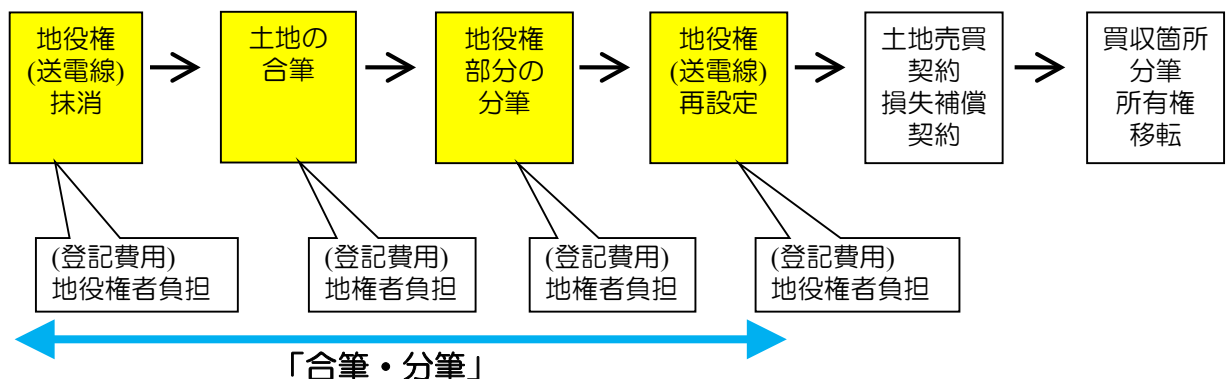 地役権
(送電線)
抹消
土地の
合筆
地役権
部分の
分筆
地役権
(送電線)
再設定
土地売買
契約
損失補償
契約
買収箇所
分筆
所有権
移転
(登記費用)
地役権者負担
(登記費用)
地権者負担
(登記費用)
地権者負担
(登記費用)
地役権者負担
「合筆・分筆」